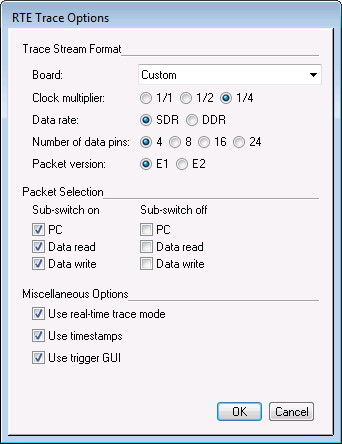 RTE Trace Options
Trace Stream Format
Board: Custom
Clock multiplier: 1/1 1/2 1/4
Data rate: SDR DDR
Number of data pins: 4 8 16 24
Packet version: E1 E2
Packet Selection
Sub-switch on Sub-switch off
PC PC
Data read Data read
Data write Data write
Miscellaneous Options
Use real-time trace mode
Use timestamps
Use trigger GUI
OK Cancel